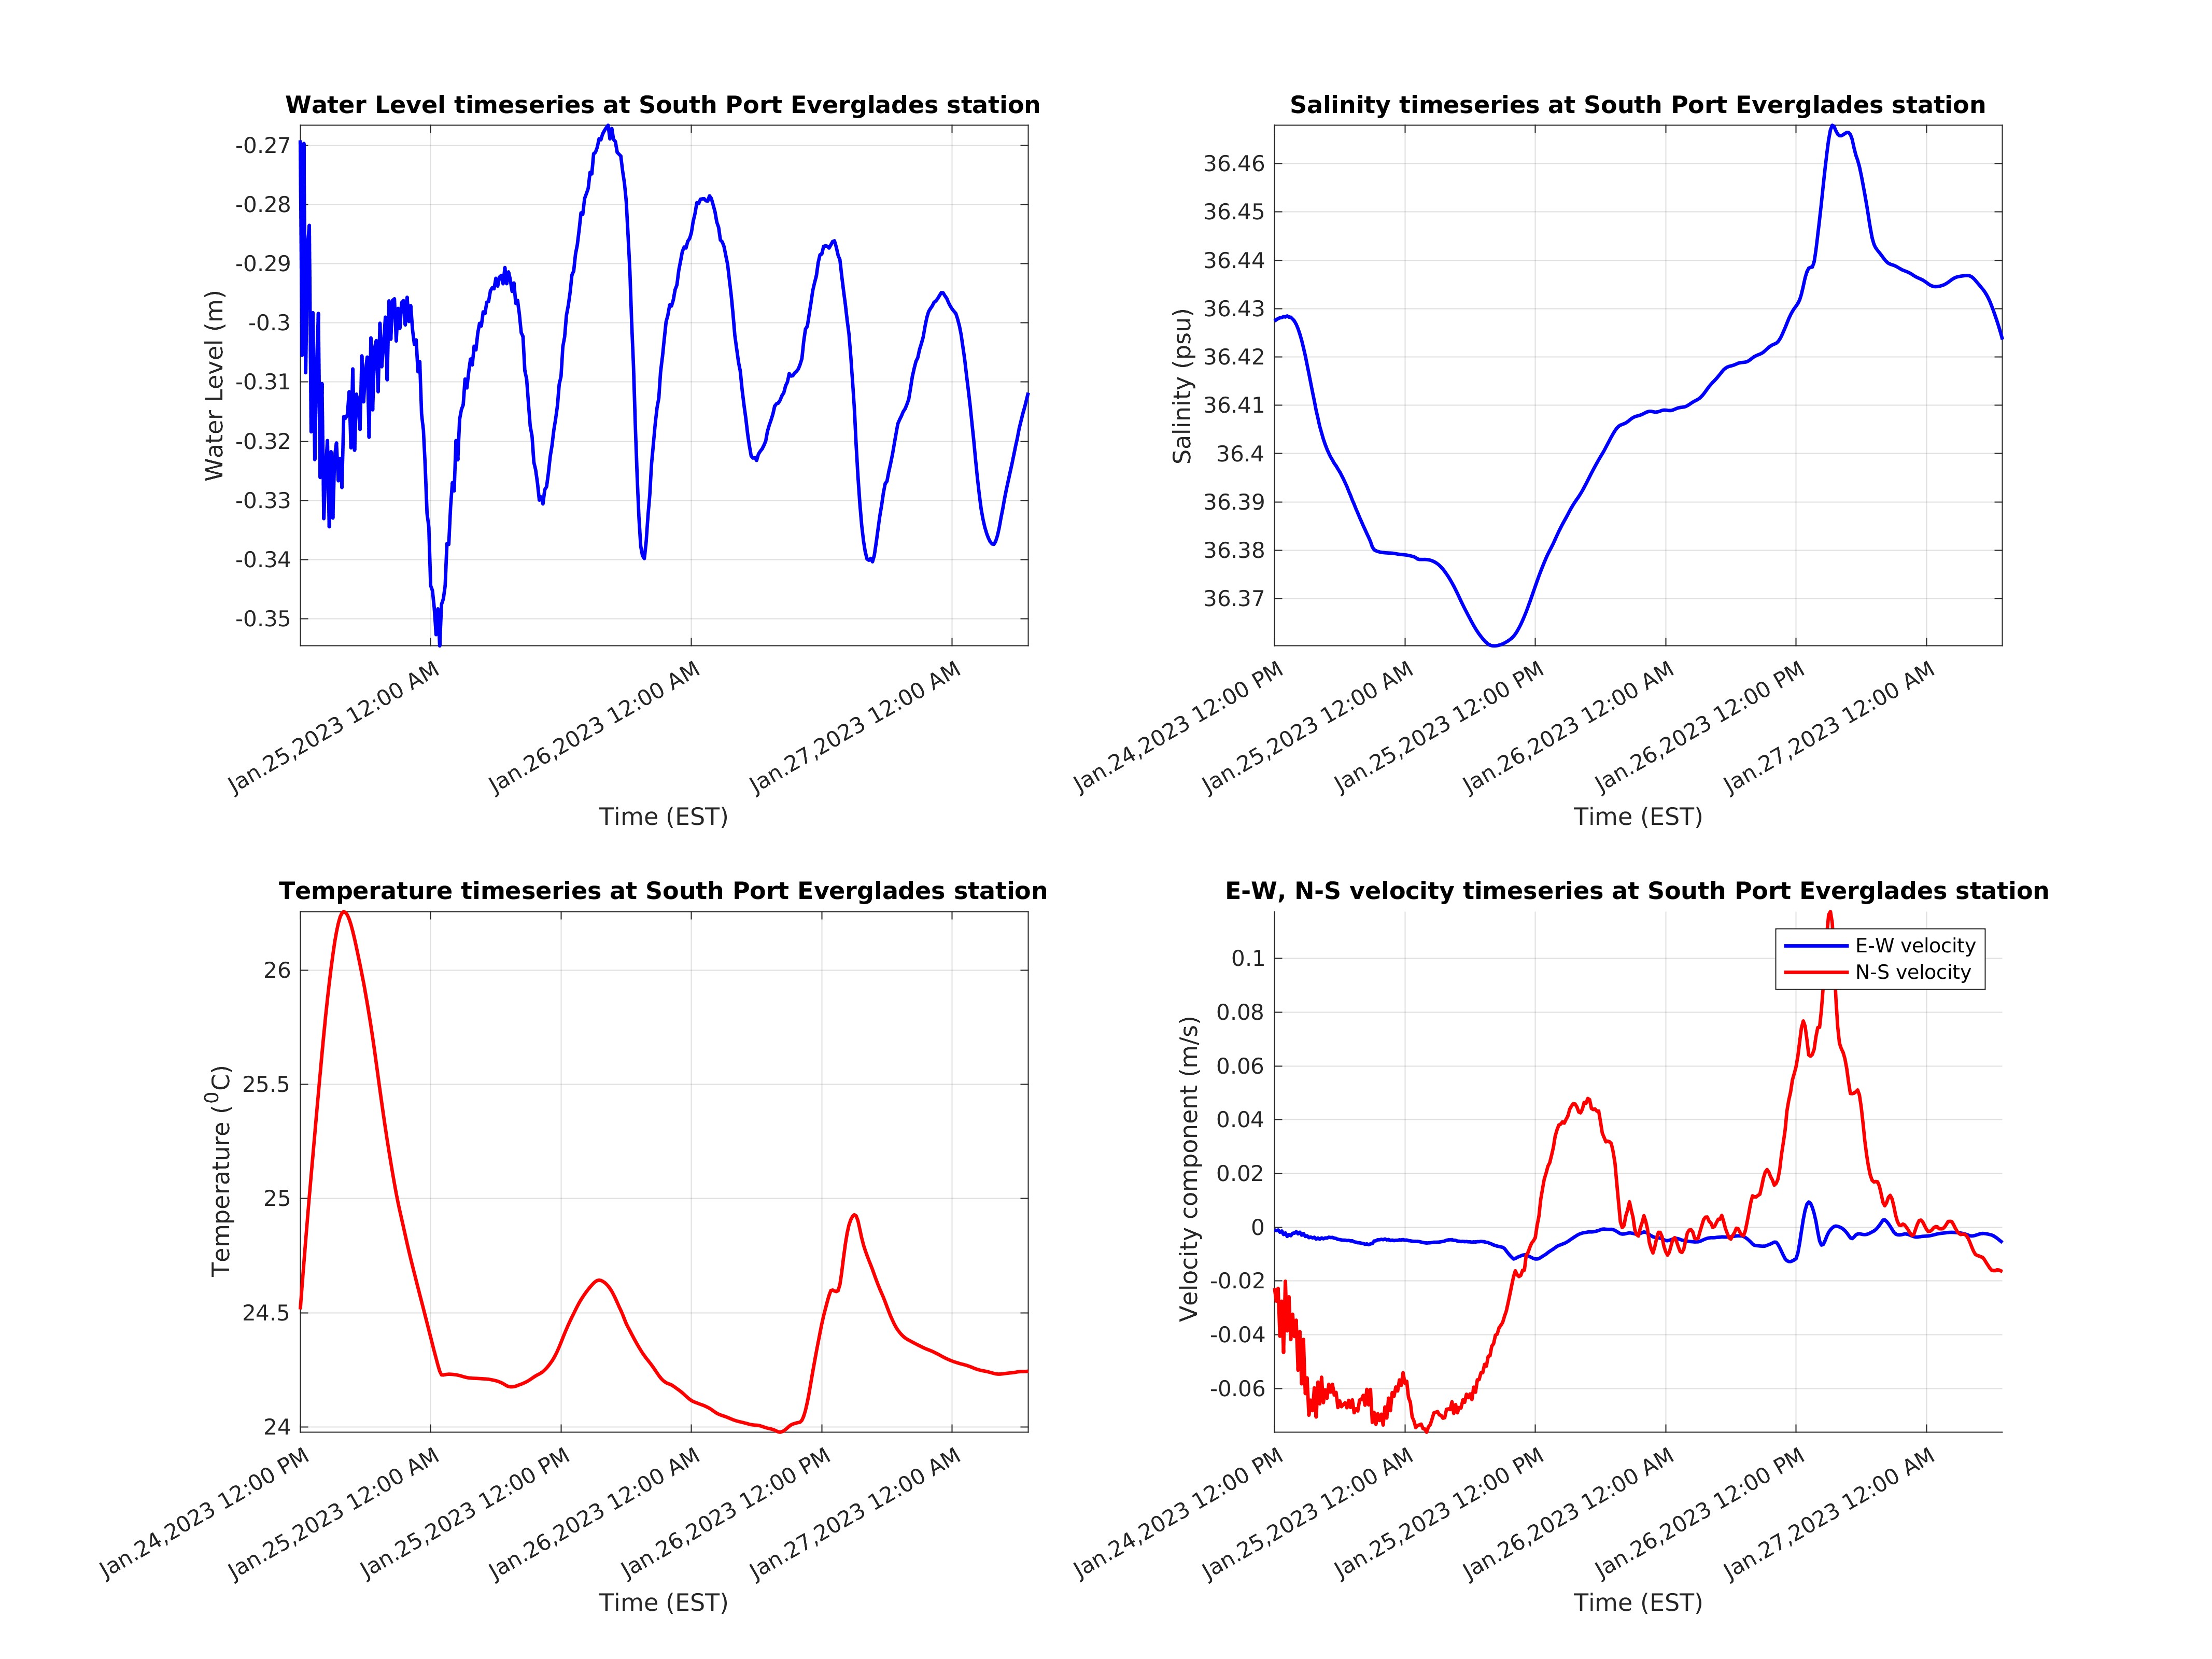 Water Level timeseries at South Port Everglades station
Water Level (m)
-0.27
-0.28
-0.29
-0.3
-0.31
-0.32
-0.33
-0.34
-0.35
Jan.25,2023 12:00 AM
Jan.26,2023 12:00 AM
Jan.27,2023 12:00 AM
Time (EST)
Salinity timeseries at South Port Everglades station
Salinity (psu)
36.46
36.45
36.44
36.43
36.42
36.41
36.4
36.39
36.38
36.37
Jan.24,2023 12:00 PM
Jan.25,2023 12:00 AM
Jan.25,2023 12:00 PM
Jan.26,2023 12:00 AM
Jan.26,2023 12:00 PM
Jan.27,2023 12:00 AM
Time (EST)
Temperature timeseries at South Port Everglades station
Temperature (⁰C)
26
25.5
25
24.5
24
Jan.24,2023 12:00 PM
Jan.25,2023 12:00 AM
Jan.25,2023 12:00 PM
Jan.26,2023 12:00 AM
Jan.26,2023 12:00 PM
Jan.27,2023 12:00 AM
Time (EST)
E-W, N-S velocity timeseries at South Port Everglades station
Velocity component (m/s)
0.1
0.08
0.06
0.04
0.02
0
-0.02
-0.04
-0.06
E-W velocity
N-S velocity
Jan.24,2023 12:00 PM
Jan.25,2023 12:00 AM
Jan.25,2023 12:00 PM
Jan.26,2023 12:00 AM
Jan.26,2023 12:00 PM
Jan.27,2023 12:00 AM
Time (EST)